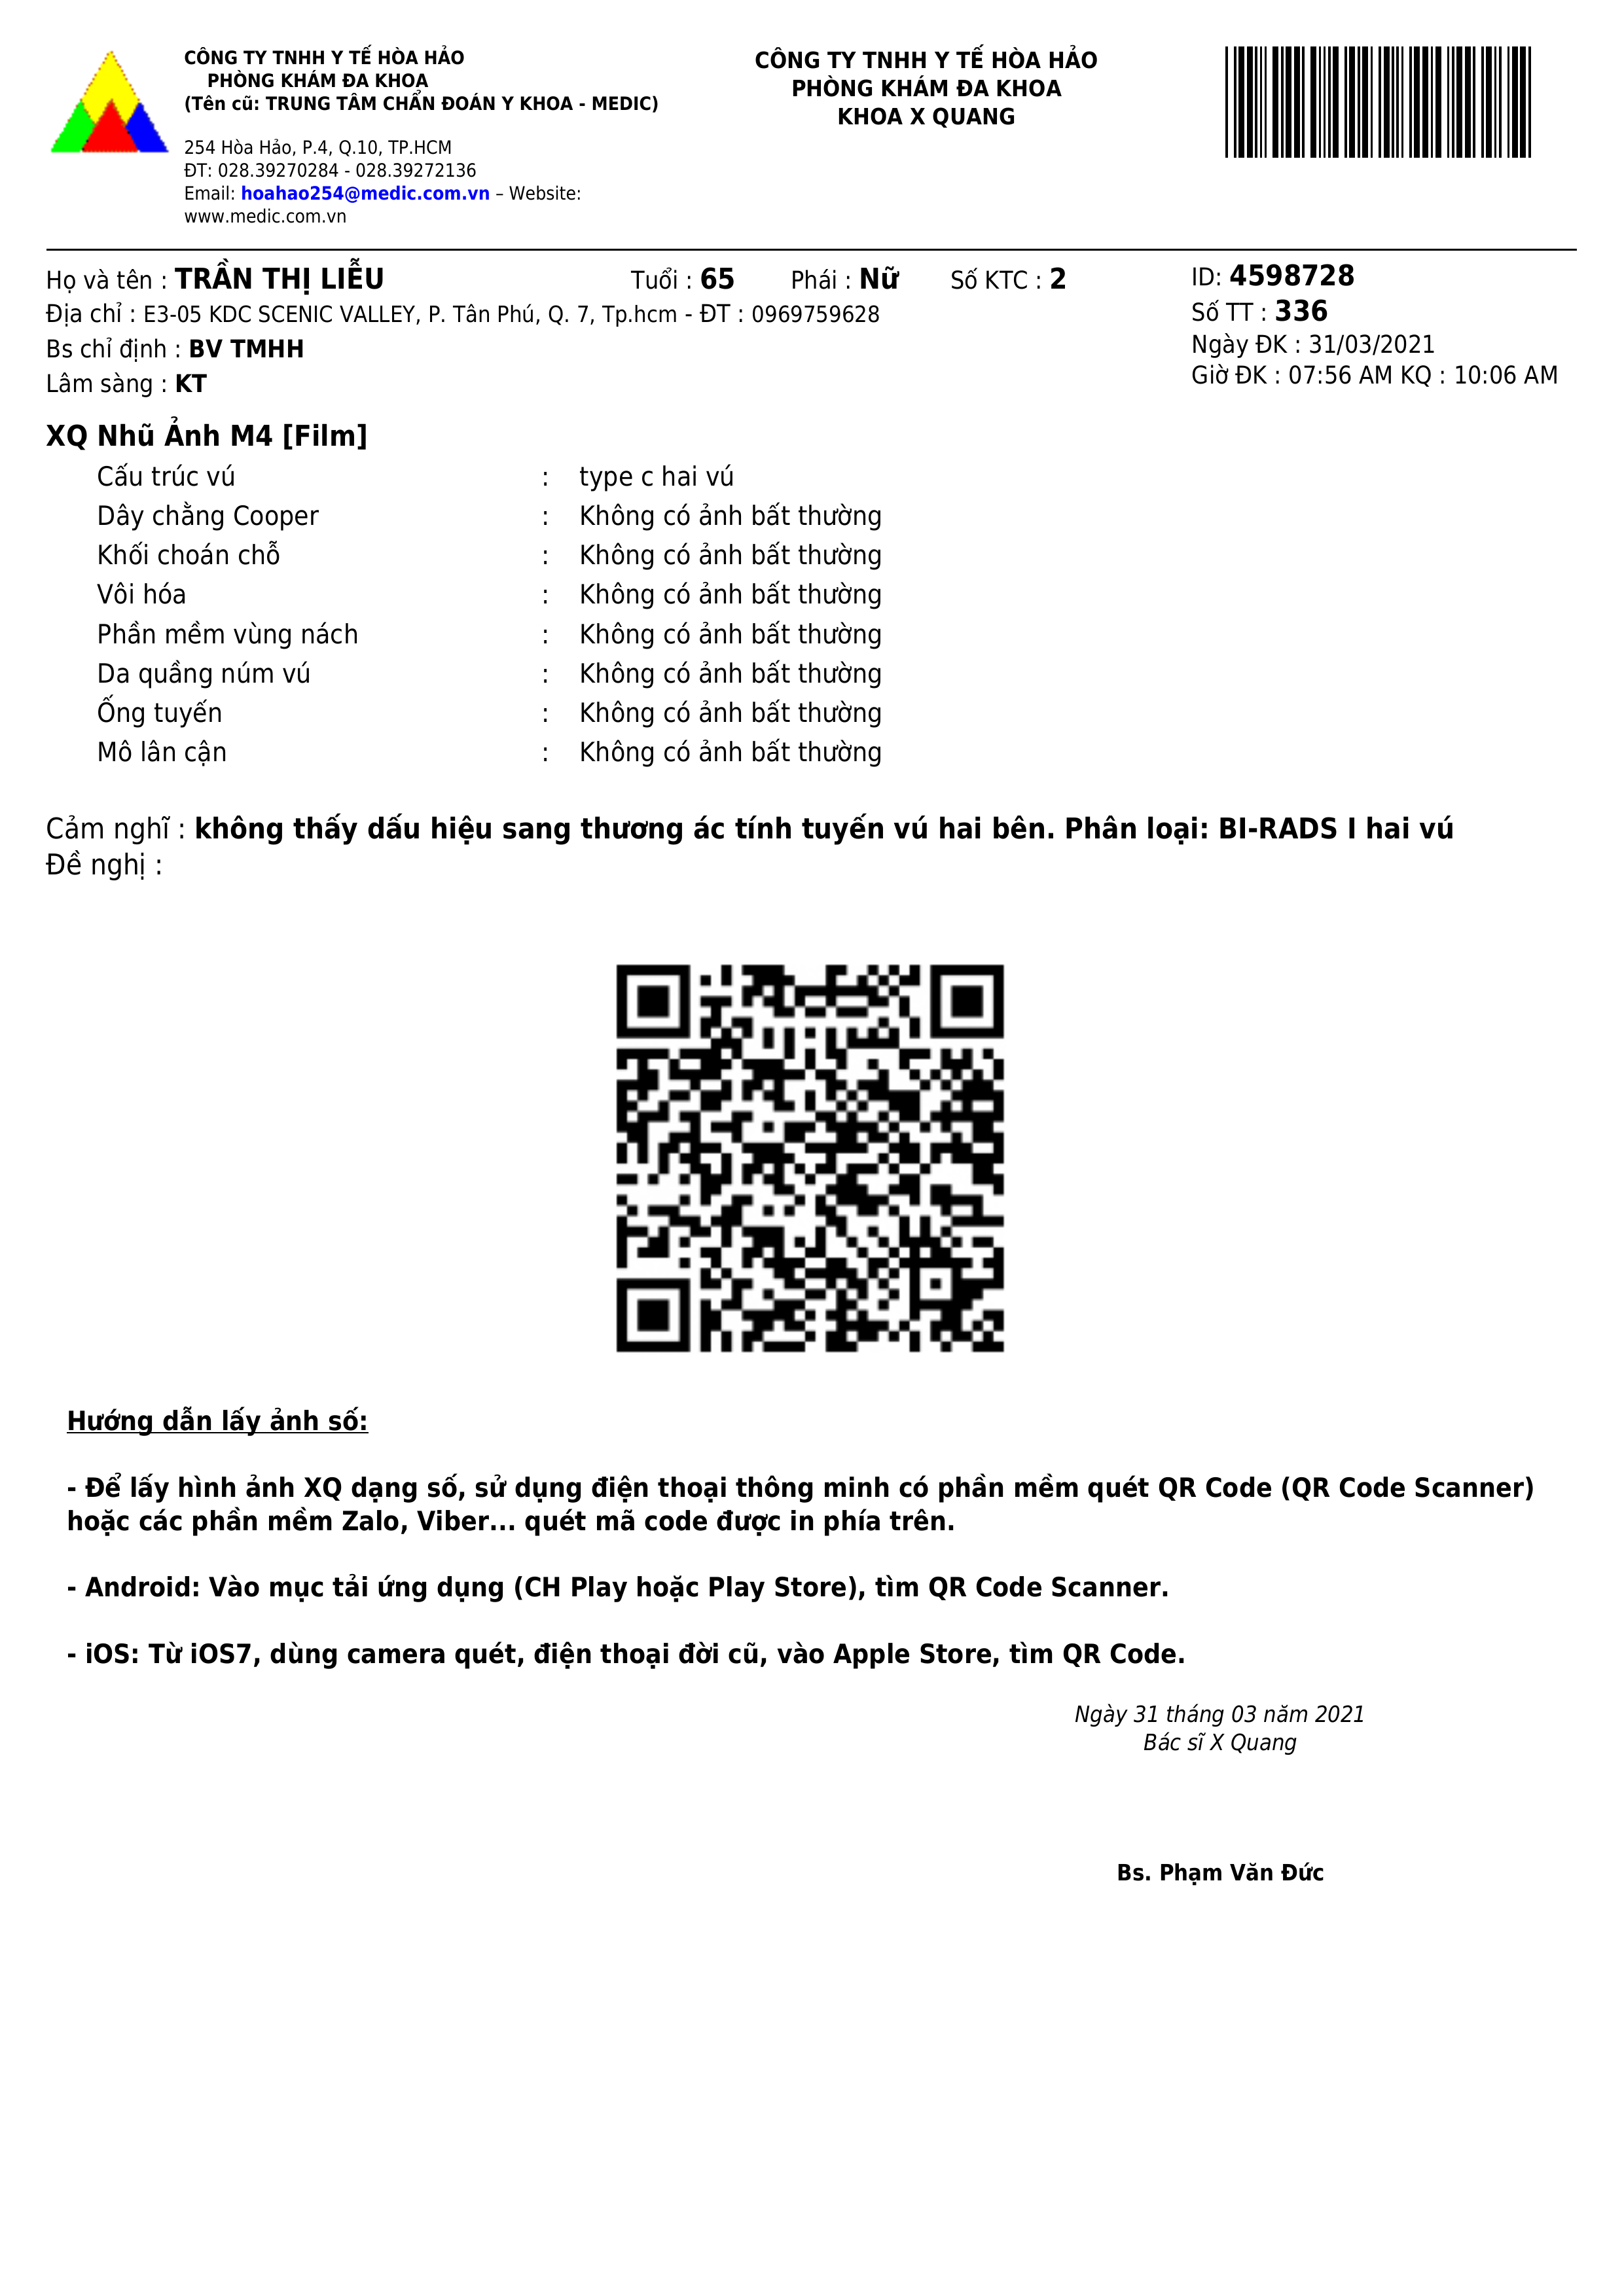 CÔNG TY TNHH Y TẾ HÒA HẢO
PHÒNG KHÁM ĐA KHOA
(Tên cũ: TRUNG TÂM CHẨN ĐOÁN Y KHOA - MEDIC)
254 Hòa Hảo, P.4, Q.10, TP.HCM
ĐT: 028.39270284 - 028.39272136
Email: hoahao254@medic.com.vn – Website:
www.medic.com.vn
CÔNG TY TNHH Y TẾ HÒA HẢO
PHÒNG KHÁM ĐA KHOA
KHOA X QUANG
Họ và tên : TRẦN THỊ LIỄU Tuổi : 65 Phái : Nữ Số KTC : 2
Địa chỉ : E3-05 KDC SCENIC VALLEY, P. Tân Phú, Q. 7, Tp.hcm - ĐT : 0969759628
Bs chỉ định : BV TMHH
Lâm sàng : KT
ID: 4598728
Số TT : 336
Ngày ĐK : 31/03/2021
Giờ ĐK : 07:56 AM KQ : 10:06 AM
XQ Nhũ Ảnh M4 [Film]
Cấu trúc vú : type c hai vú
Dây chằng Cooper : Không có ảnh bất thường
Khối choán chỗ : Không có ảnh bất thường
Vôi hóa : Không có ảnh bất thường
Phần mềm vùng nách : Không có ảnh bất thường
Da quầng núm vú : Không có ảnh bất thường
Ống tuyến : Không có ảnh bất thường
Mô lân cận : Không có ảnh bất thường
Cảm nghĩ : không thấy dấu hiệu sang thương ác tính tuyến vú hai bên. Phân loại: BI-RADS I hai vú
Đề nghị :
Hướng dẫn lấy ảnh số:
- Để lấy hình ảnh XQ dạng số, sử dụng điện thoại thông minh có phần mềm quét QR Code (QR Code Scanner)
hoặc các phần mềm Zalo, Viber... quét mã code được in phía trên.
- Android: Vào mục tải ứng dụng (CH Play hoặc Play Store), tìm QR Code Scanner.
- iOS: Từ iOS7, dùng camera quét, điện thoại đời cũ, vào Apple Store, tìm QR Code.
Ngày 31 tháng 03 năm 2021
Bác sĩ X Quang
Bs. Phạm Văn Đức